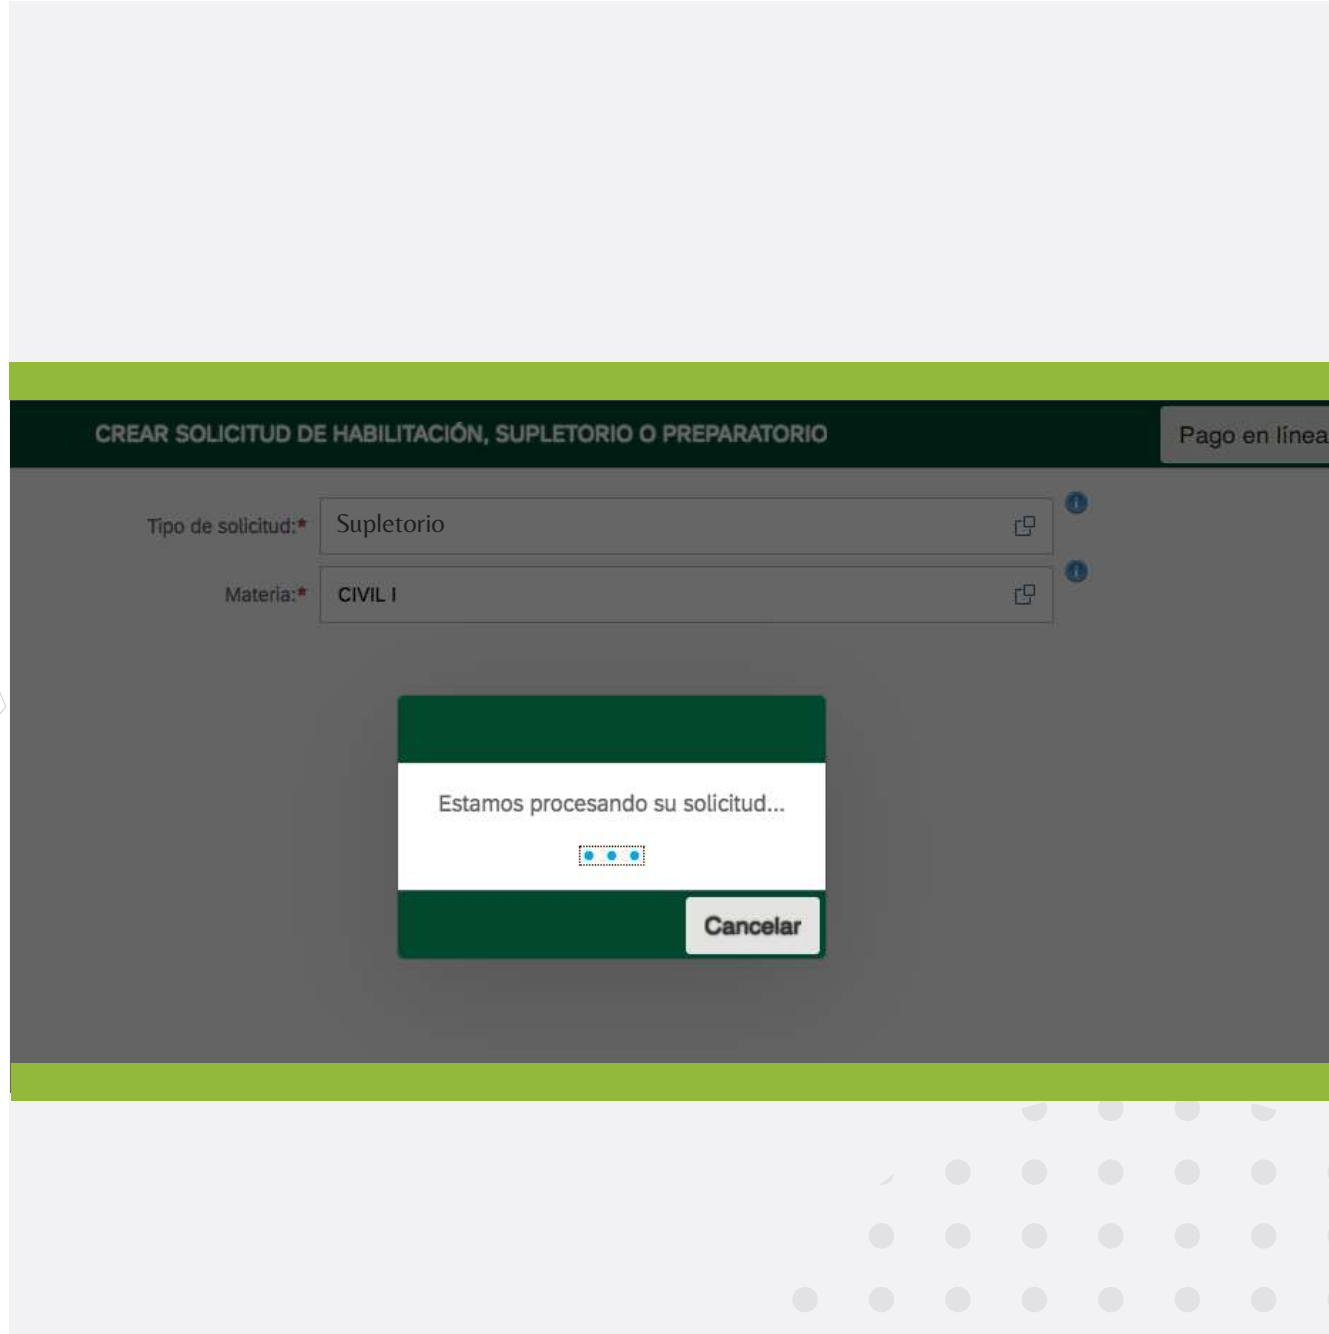 CREAR SOLICITUD DE HABILITACIÓN, SUPLETORIO O PREPARATORIO
Pago en línea
Tipo de solicitud:* Supletorio
Materia:* CIVIL I
Estamos procesando su solicitud...
Cancelar